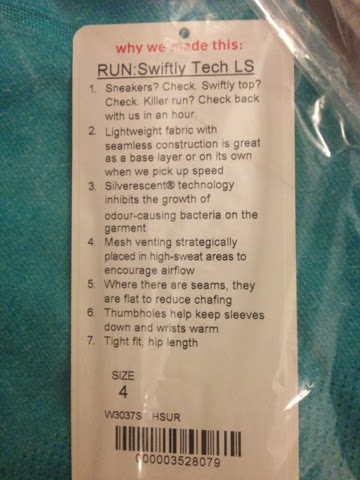 why we made this:
RUN:Swiftly Tech LS
1. Sneakers? Check. Swiftly top?
Check. Killer run? Check back
with us in an hour.
2. Lightweight fabric with
seamless construction is great
as a base layer or on its own
when we pick up speed
3. Silverescent® technology
inhibits the growth of
odour-causing bacteria on the
garment
4. Mesh venting strategically
placed in high-sweat areas to
encourage airflow
5. Where there are seams, they
are flat to reduce chafing
6. Thumbholes help keep sleeves
down and wrists warm
7. Tight fit, hip length
SIZE
4
W3037S HSUR
000003528079